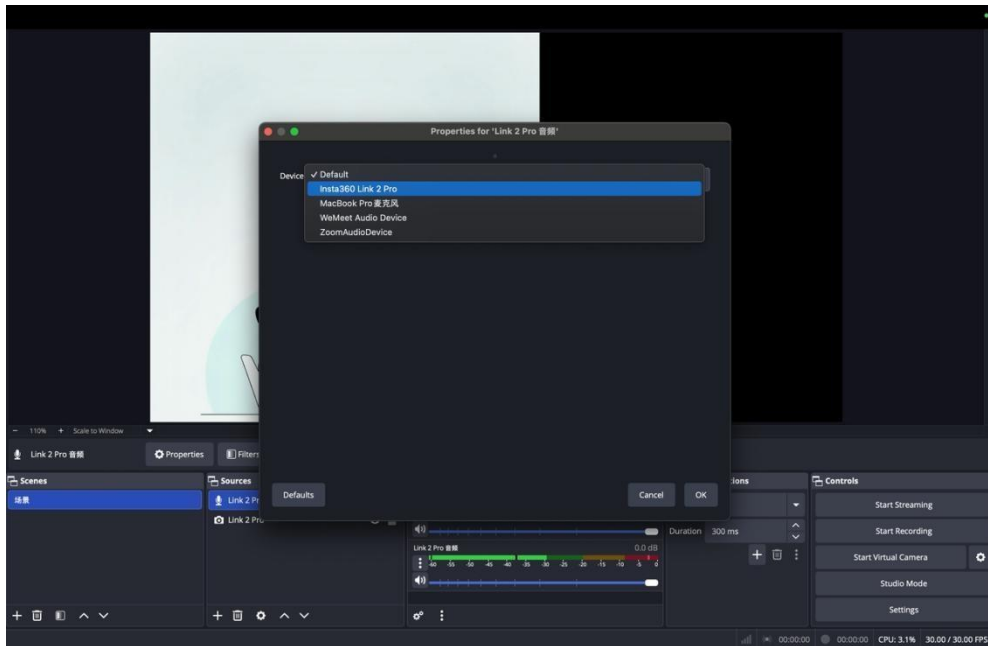 Properties for 'Link 2 Pro 音频'
Device
✓ Default
Insta360 Link 2 Pro
MacBook Pro麦克风
WeMeet Audio Device
ZoomAudioDevice
Defaults
Cancel
OK
- 110% + Scale to Window
Link 2 Pro 音频
Properties
Filters
Scenes
场景
Sources
Link 2 Pr
Link 2 Pro
Link 2 Pro 音频
0.0 dB
-60 -55 -50 -45 -40 -35 -30 -25 -20 -15 -10 -5 0
ions
Duration 300 ms
Controls
Start Streaming
Start Recording
Start Virtual Camera
Studio Mode
Settings
00:00:00
00:00:00
CPU: 3.1%
30.00 / 30.00 FPS